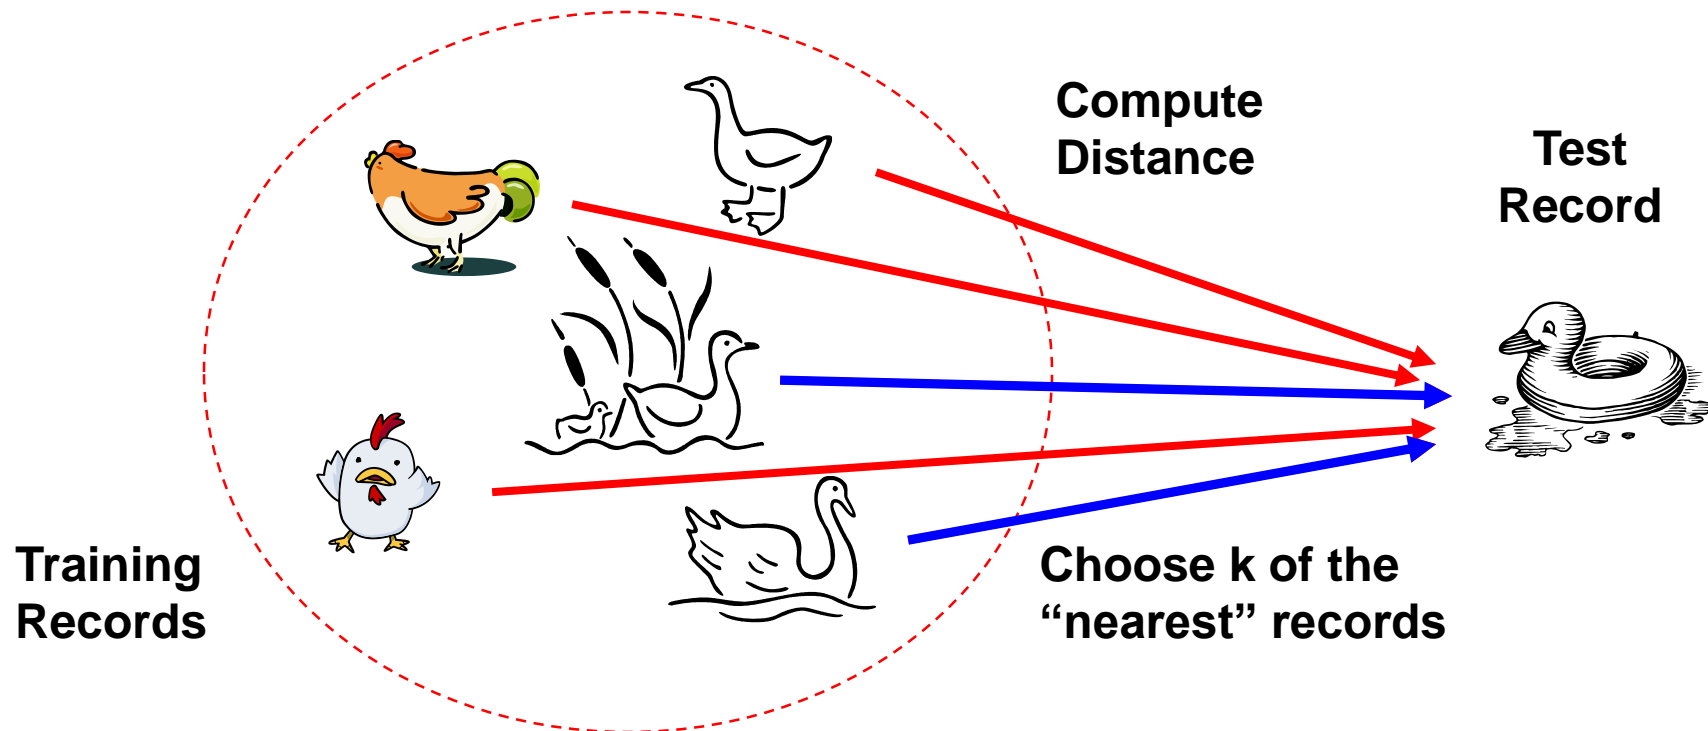 Compute
Distance
Test
Record
Training
Records
Choose k of the
“nearest” records